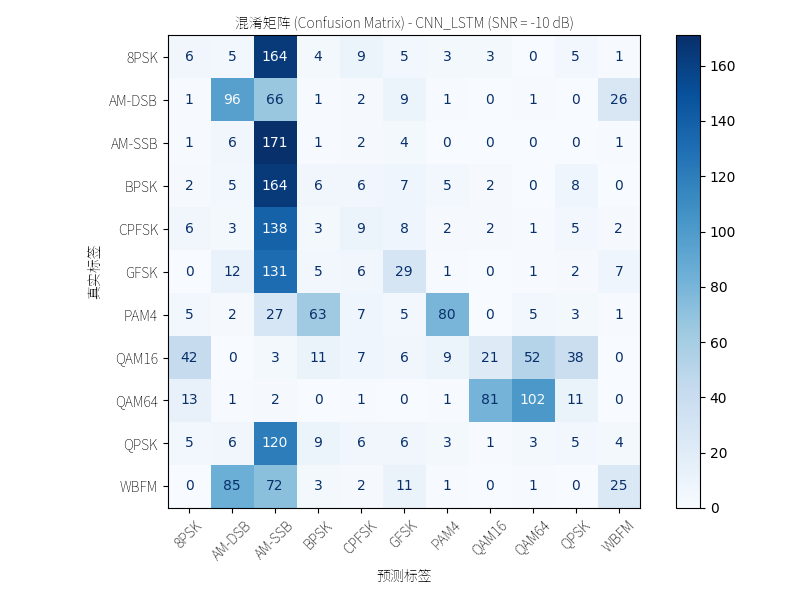 混淆矩阵 (Confusion Matrix) - CNN_LSTM (SNR = -10 dB)
真实标签
8PSK 6 5 164 4 9 5 3 3 0 5 1
AM-DSB 1 96 66 1 2 9 1 0 1 0 26
AM-SSB 1 6 171 1 2 4 0 0 0 0 1
BPSK 2 5 164 6 6 7 5 2 0 8 0
CPFSK 6 3 138 3 9 8 2 2 1 5 2
GFSK 0 12 131 5 6 29 1 0 1 2 7
PAM4 5 2 27 63 7 5 80 0 5 3 1
QAM16 42 0 3 11 7 6 9 21 52 38 0
QAM64 13 1 2 0 1 0 1 81 102 11 0
QPSK 5 6 120 9 6 6 3 1 3 5 4
WBFM 0 85 72 3 2 11 1 0 1 0 25
8PSK AM-DSB AM-SSB BPSK CPFSK GFSK PAM4 QAM16 QAM64 QPSK WBFM
预测标签
160
140
120
100
80
60
40
20
0